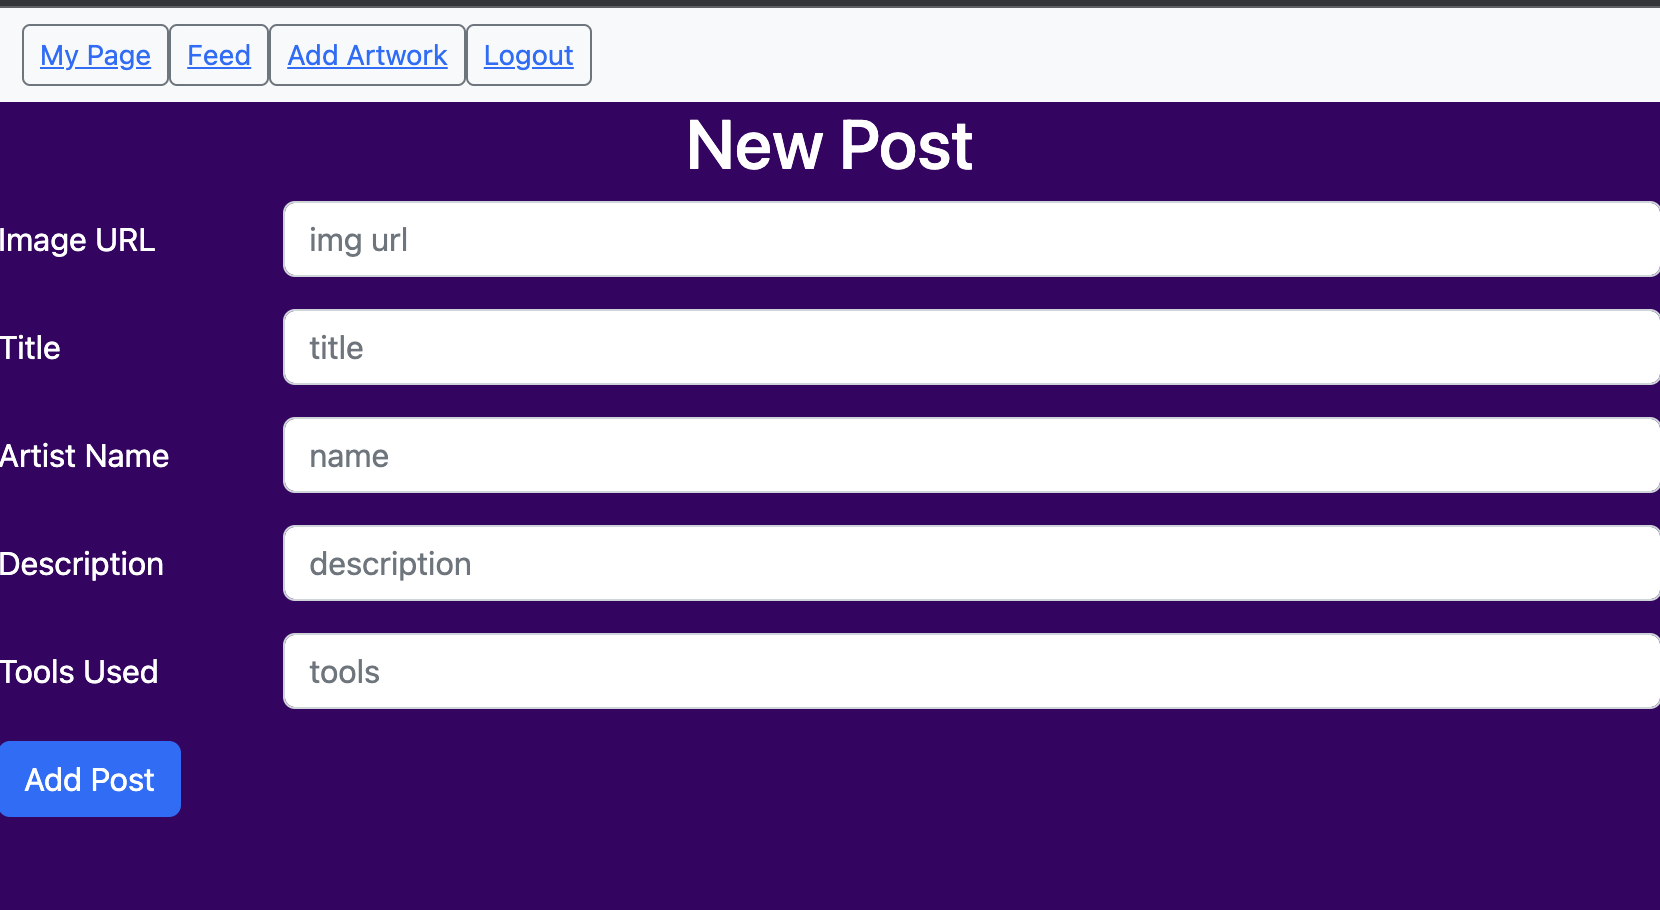 My Page Feed Add Artwork Logout
New Post
Image URL img url
Title title
Artist Name name
Description description
Tools Used tools
Add Post